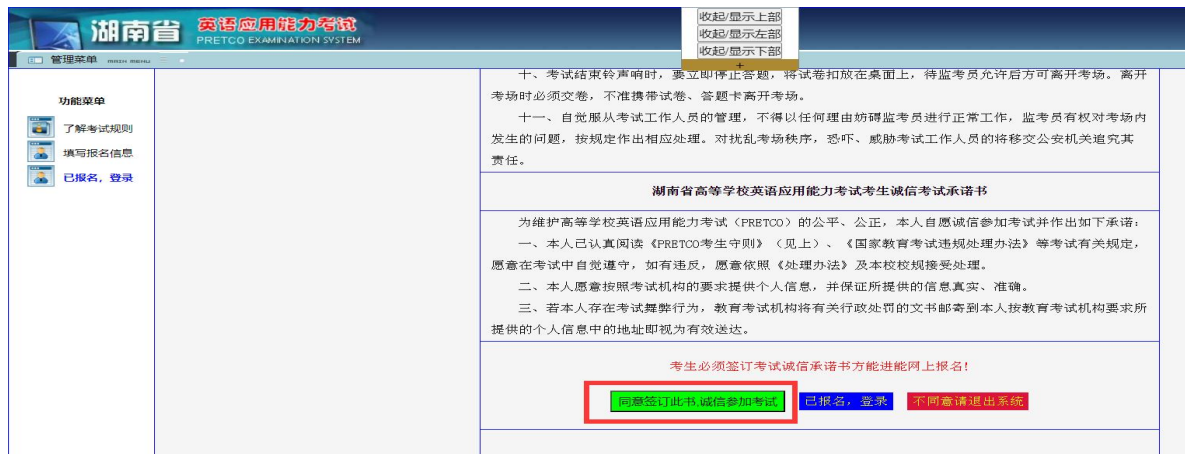 湖南省 英语应用能力考试
PRETCO EXAMINATION SYSTEM
收起/显示上部
收起/显示左部
收起/显示下部
+
管理菜单 MAIN MENU
功能菜单
了解考试规则
填写报名信息
已报名，登录
十、考试结束铃声响时，要立即停止答题，将试卷扣放在桌面上，待监考员允许后方可离开考场。离开
考场时必须交卷，不准携带试卷、答题卡离开考场。
十一、自觉服从考试工作人员的管理，不得以任何理由妨碍监考员进行正常工作，监考员有权对考场内
发生的问题，按规定作出相应处理。对扰乱考场秩序，恐吓、威胁考试工作人员的将移交公安机关追究其
责任。
湖南省高等学校英语应用能力考试考生诚信考试承诺书
为维护高等学校英语应用能力考试（PRETCO）的公平、公正，本人自愿诚信参加考试并作出如下承诺：
一、本人已认真阅读《PRETCO考生守则》（见上）、《国家教育考试违规处理办法》等考试有关规定，
愿意在考试中自觉遵守，如有违反，愿意依照《处理办法》及本校校规接受处理。
二、本人愿意按照考试机构的要求提供个人信息，并保证所提供的信息真实、准确。
三、若本人存在考试舞弊行为，教育考试机构将有关行政处罚的文书邮寄到本人按教育考试机构要求所
提供的个人信息中的地址即视为有效送达。
考生必须签订考试诚信承诺书方能进能网上报名！
同意签订此书,诚信参加考试 已报名，登录 不同意请退出系统